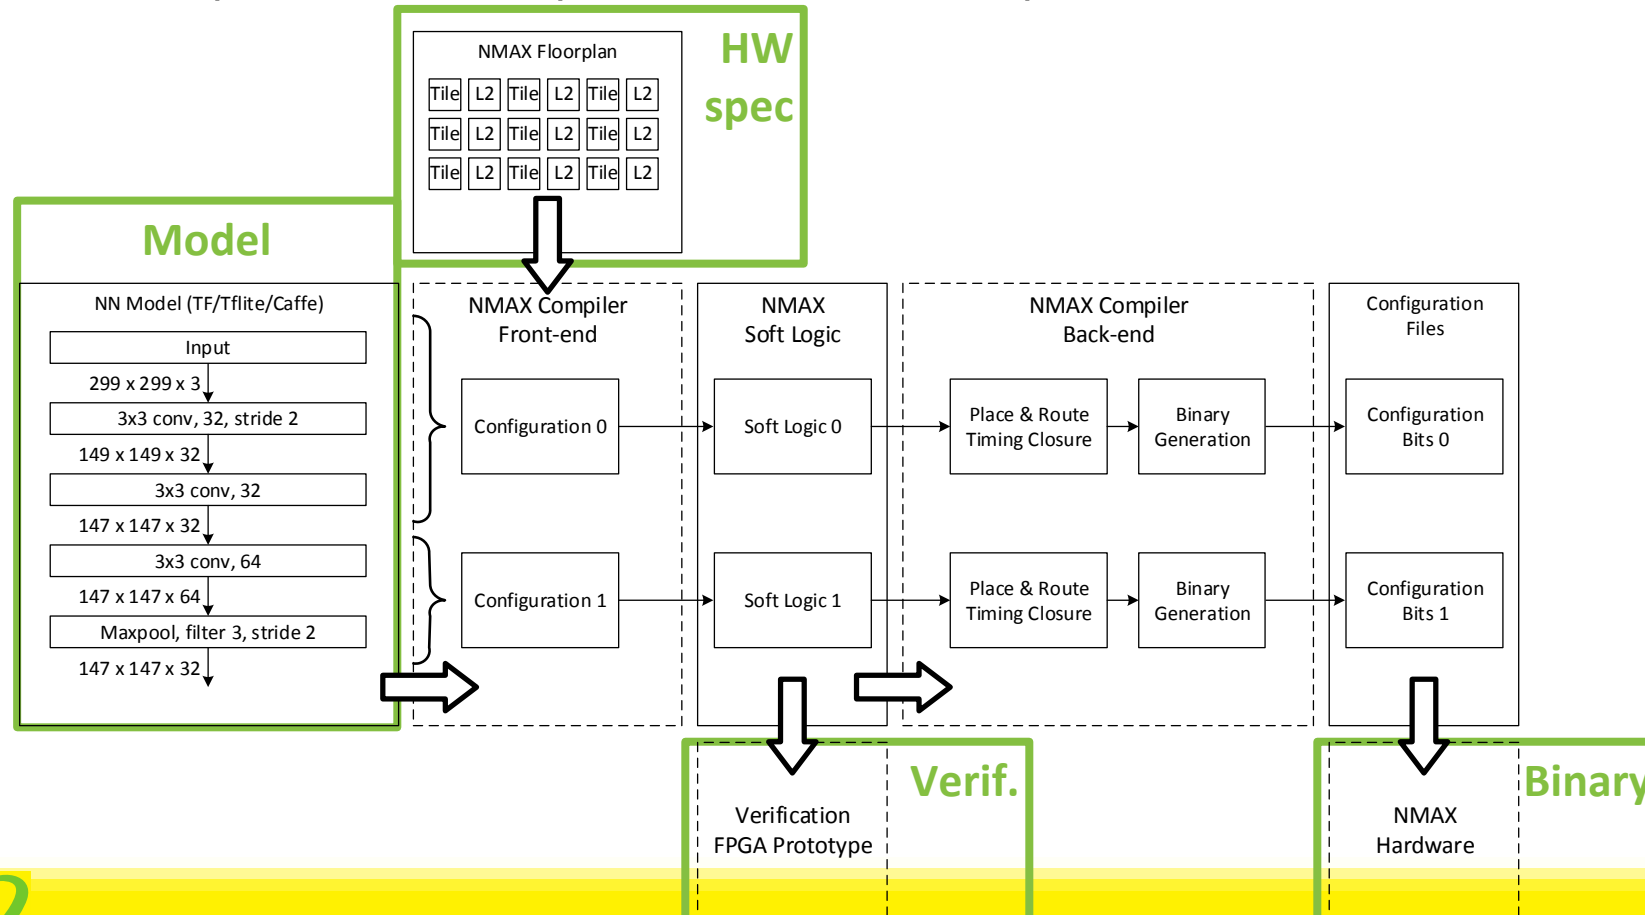 NMAX Floorplan
HW
spec
Tile L2 Tile L2 Tile L2
Tile L2 Tile L2 Tile L2
Tile L2 Tile L2 Tile L2
Model
NN Model (TF/Tflite/Caffe)
Input
299 x 299 x 3
3x3 conv, 32, stride 2
149 x 149 x 32
3x3 conv, 32
147 x 147 x 32
3x3 conv, 64
147 x 147 x 64
Maxpool, filter 3, stride 2
147 x 147 x 32
NMAX Compiler
Front-end
Configuration 0
Configuration 1
NMAX
Soft Logic
Soft Logic 0
Soft Logic 1
NMAX Compiler
Back-end
Place & Route
Timing Closure
Binary
Generation
Place & Route
Timing Closure
Binary
Generation
Configuration
Files
Configuration
Bits 0
Configuration
Bits 1
Verif.
Verification
FPGA Prototype
Binary
NMAX
Hardware